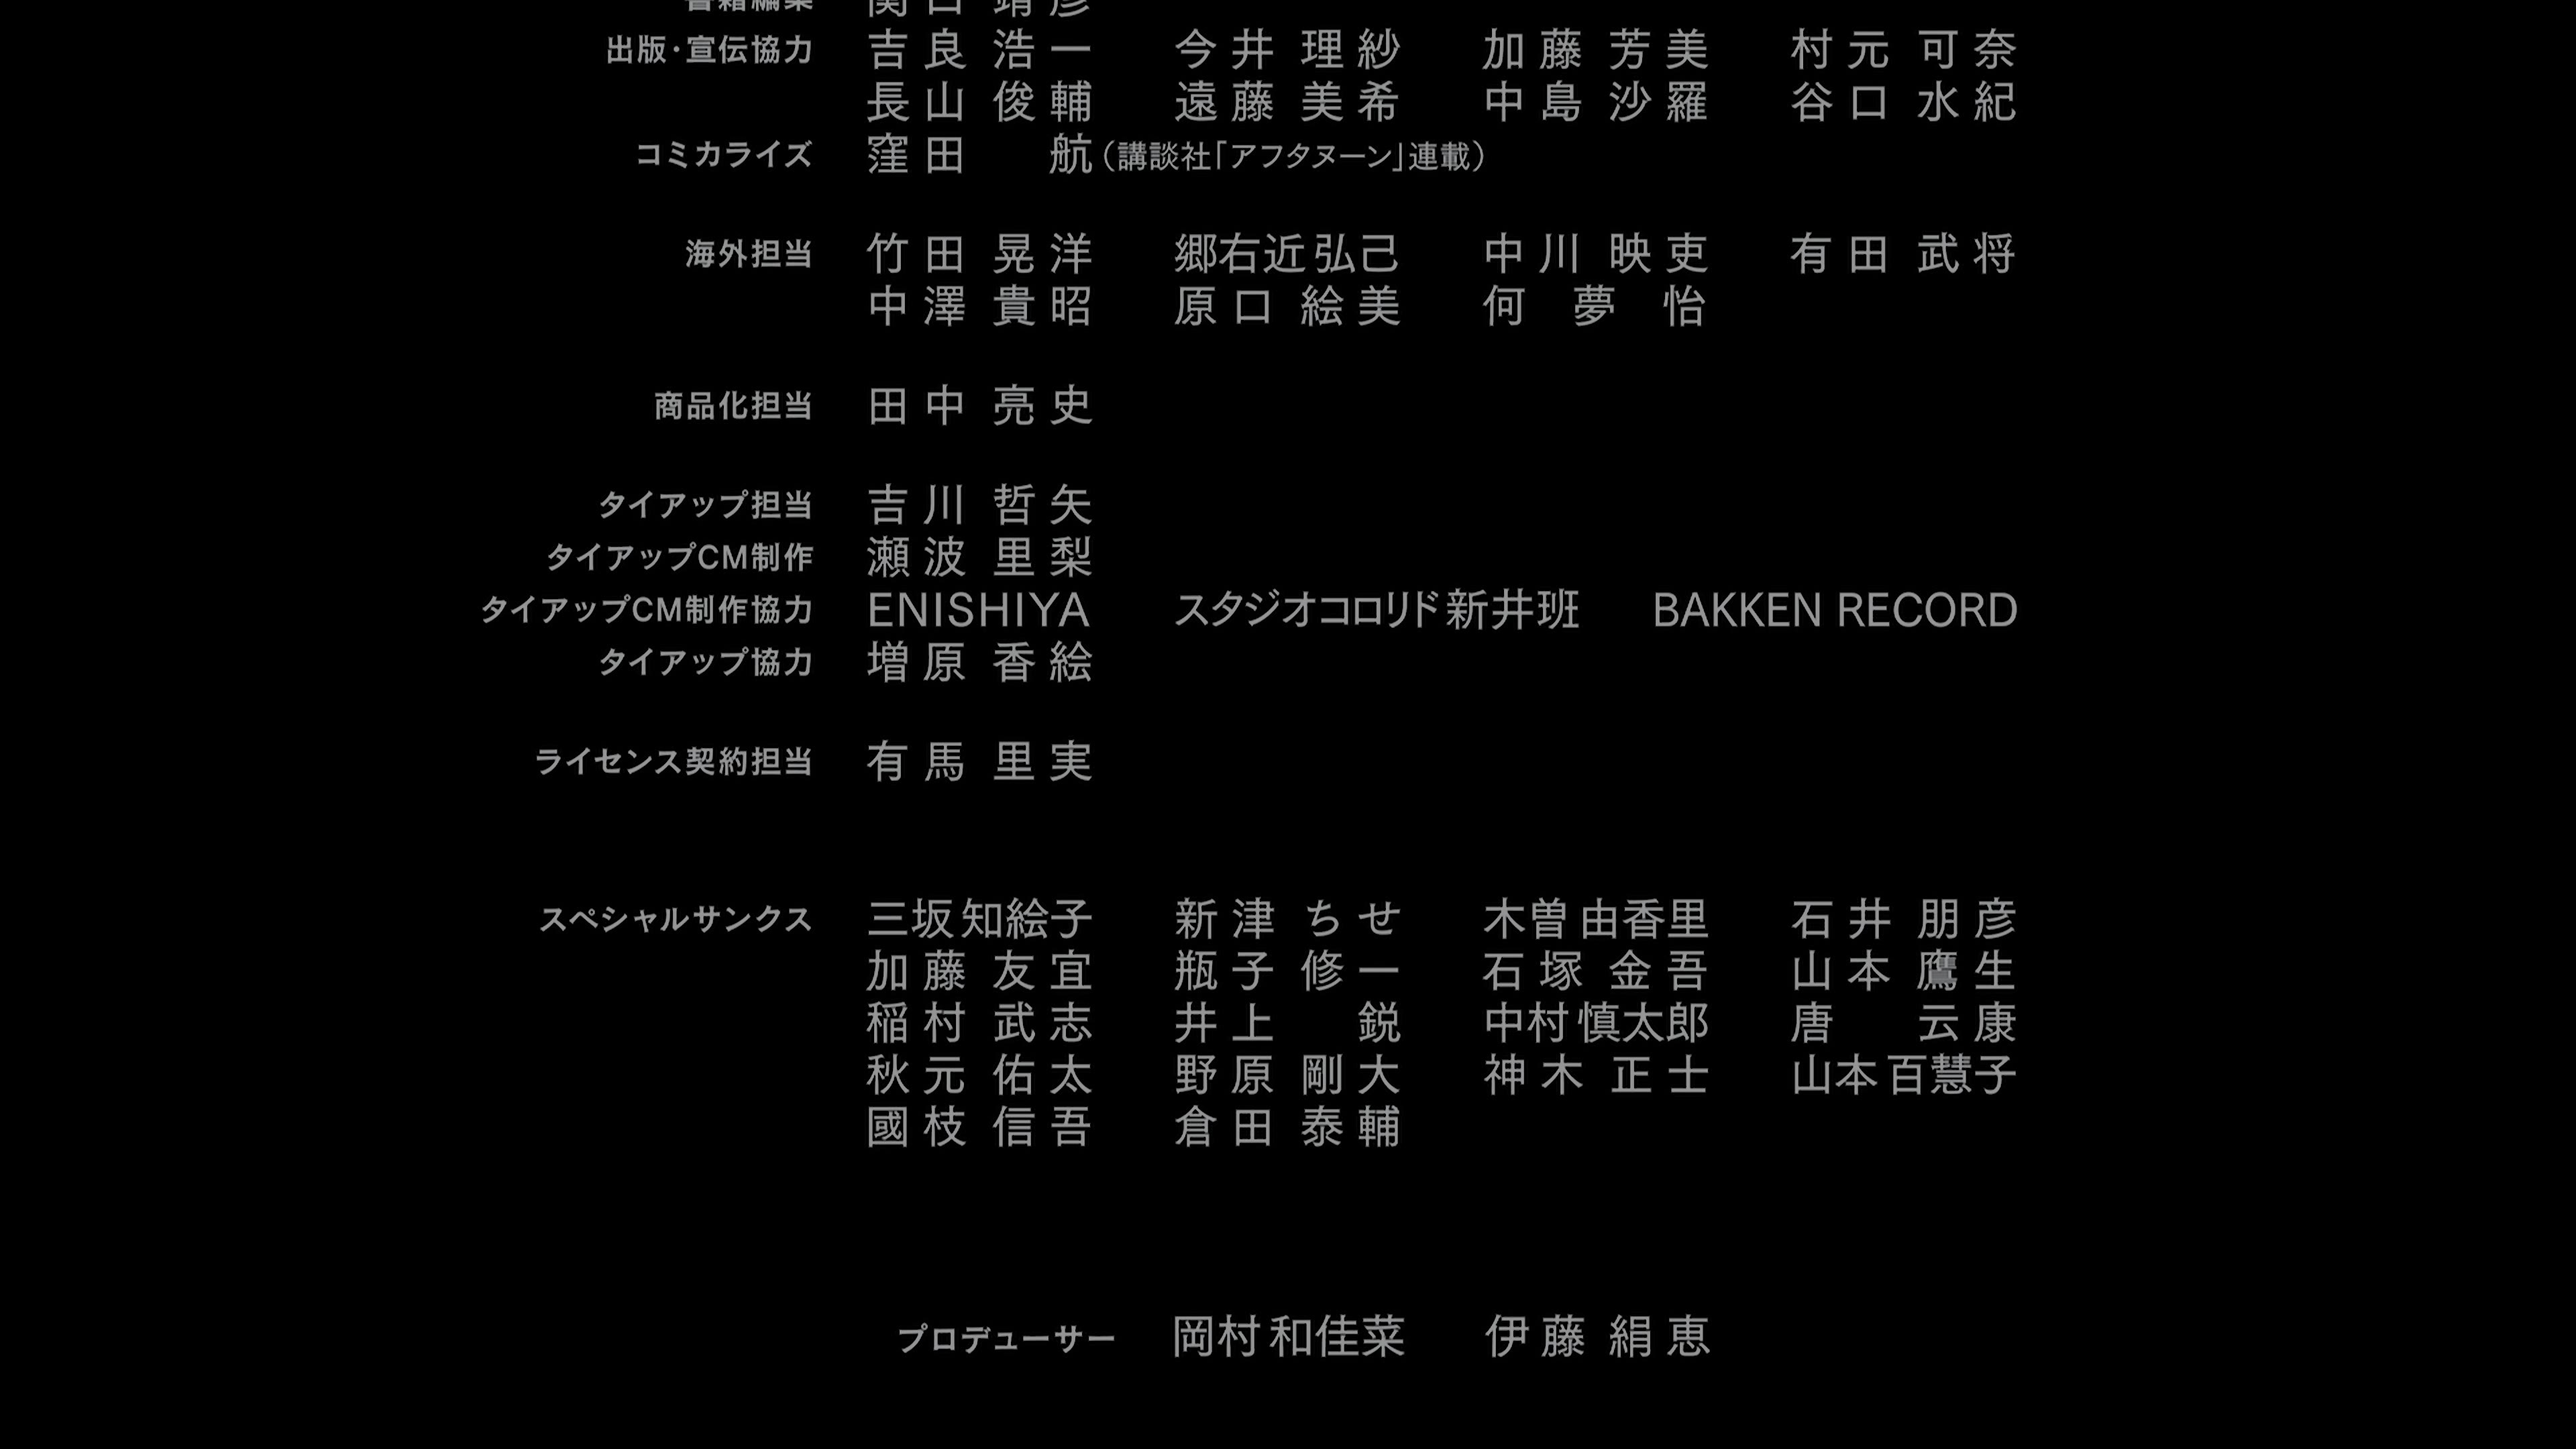 書籍編集 関口 靖彦
出版・宣伝協力 吉良 浩一 今井 理紗 加藤 芳美 村元 可奈
長山 俊輔 遠藤 美希 中島 沙羅 谷口 水紀
コミカライズ 窪田 航(講談社「アフタヌーン」連載)
海外担当 竹田 晃洋 郷右近 弘己 中川 映吏 有田 武将
中澤 貴昭 原口 絵美 何 夢 怡
商品化担当 田中 亮史
タイアップ担当 吉川 哲矢
タイアップCM制作 瀬波 里梨
タイアップCM制作協力 ENISHIYA スタジオコロリド新井班 BAKKEN RECORD
タイアップ協力 増原 香絵
ライセンス契約担当 有馬 里実
スペシャルサンクス 三坂 知絵子 新津 ちせ 木曽 由香里 石井 朋彦
加藤 友宜 瓶子 修一 石塚 金吾 山本 鷹生
稲村 武志 井上 鋭 中村 慎太郎 唐 云康
秋元 佑太 野原 剛大 神木 正士 山本 百慧子
國枝 信吾 倉田 泰輔
プロデューサー 岡村 和佳菜 伊藤 絹恵